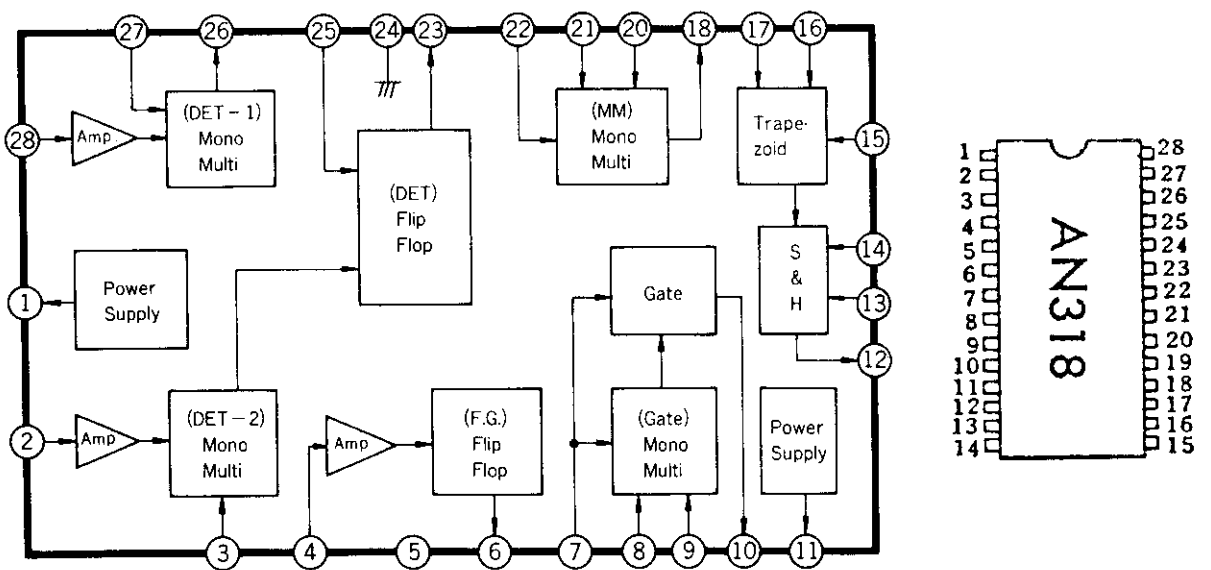 27 26 25 24 23 22 21 20 18 17 16
28 Amp
(DET-1)
Mono
Multi
(DET)
Flip
Flop
(MM)
Mono
Multi
Trape-
zoid
15
1
Power
Supply
Gate
S
&
H
14
13
12
2 Amp
(DET-2)
Mono
Multi
Amp
(F.G.)
Flip
Flop
(Gate)
Mono
Multi
Power
Supply
3 4 5 6 7 8 9 10 11
AN318
1
2
3
4
5
6
7
8
9
10
11
12
13
14
28
27
26
25
24
23
22
21
20
19
18
17
16
15